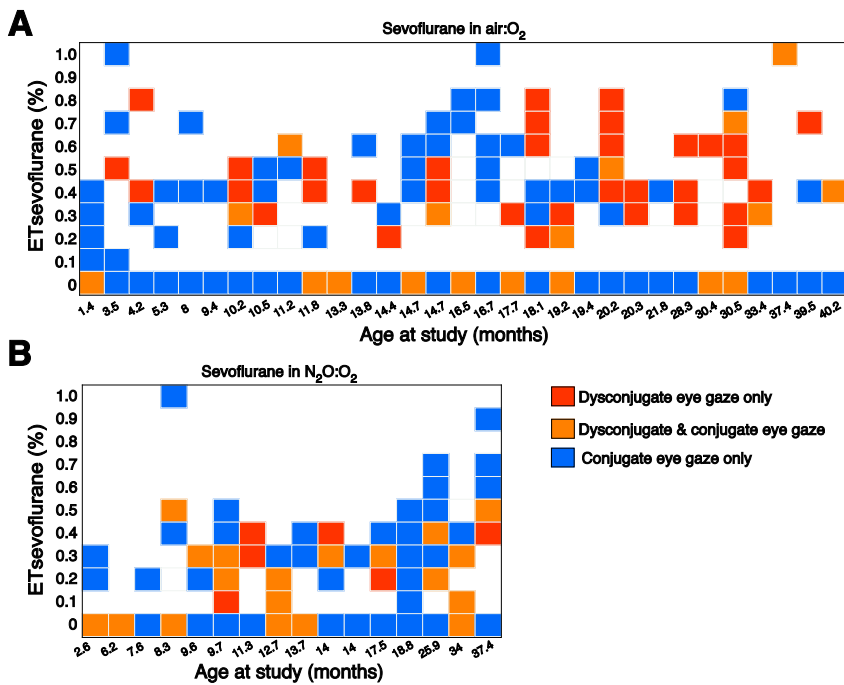 A
Sevoflurane in air:O2
ETsevoflurane (%)
1.0
0.9
0.8
0.7
0.6
0.5
0.4
0.3
0.2
0.1
0
1.4 3.5 4.2 5.3 8 9.4 10.2 10.5 11.2 11.8 13.3 13.8 14.4 14.7 14.7 16.5 16.7 17.7 18.1 19.2 19.4 20.2 20.3 21.8 28.3 30.4 30.5 33.4 37.4 39.5 40.2
Age at study (months)
B
Sevoflurane in N2O:O2
ETsevoflurane (%)
1.0
0.9
0.8
0.7
0.6
0.5
0.4
0.3
0.2
0.1
0
2.6 6.2 7.8 8.3 9.6 9.7 11.3 12.7 13.7 14 14 17.5 18.8 25.9 34 37.4
Age at study (months)
Dysconjugate eye gaze only
Dysconjugate & conjugate eye gaze
Conjugate eye gaze only